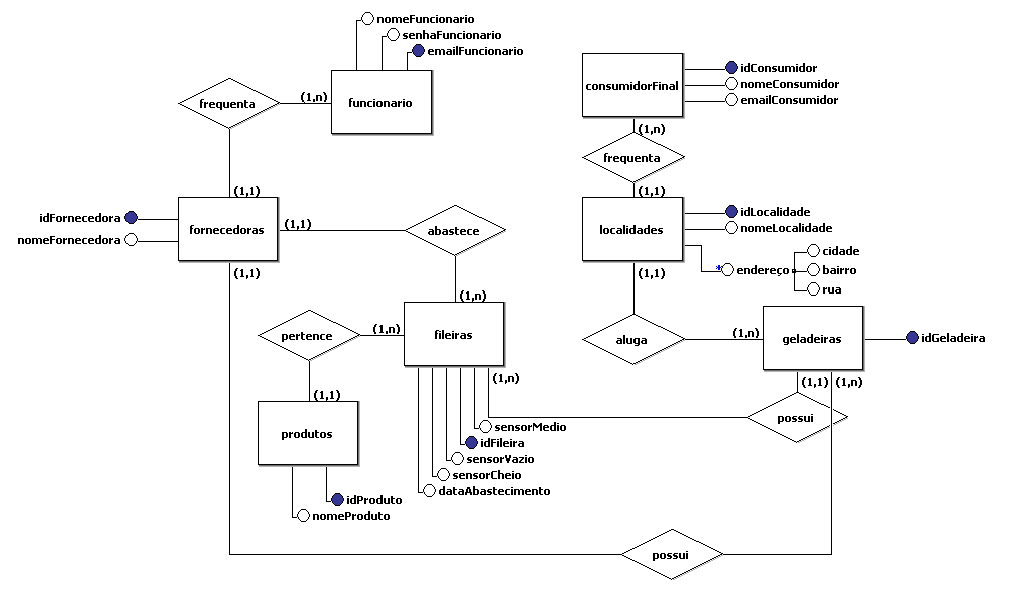 nomeFuncionario
senhaFuncionario
emailFuncionario
frequenta
(1,n)
funcionario
consumidorFinal
idConsumidor
nomeConsumidor
emailConsumidor
(1,n)
frequenta
(1,1)
(1,1)
idFornecedora
nomeFornecedora
fornecedoras
(1,1)
abastece
localidades
idLocalidade
nomeLocalidade
* endereço
cidade
bairro
rua
(1,1)
(1,1)
(1,n)
pertence
(1,n)
fileiras
aluga
(1,n)
geladeiras
idGeladeira
(1,n)
(1,1)
(1,n)
(1,1)
produtos
possui
sensorMedio
idFileira
sensorVazio
sensorCheio
dataAbastecimento
idProduto
nomeProduto
possui